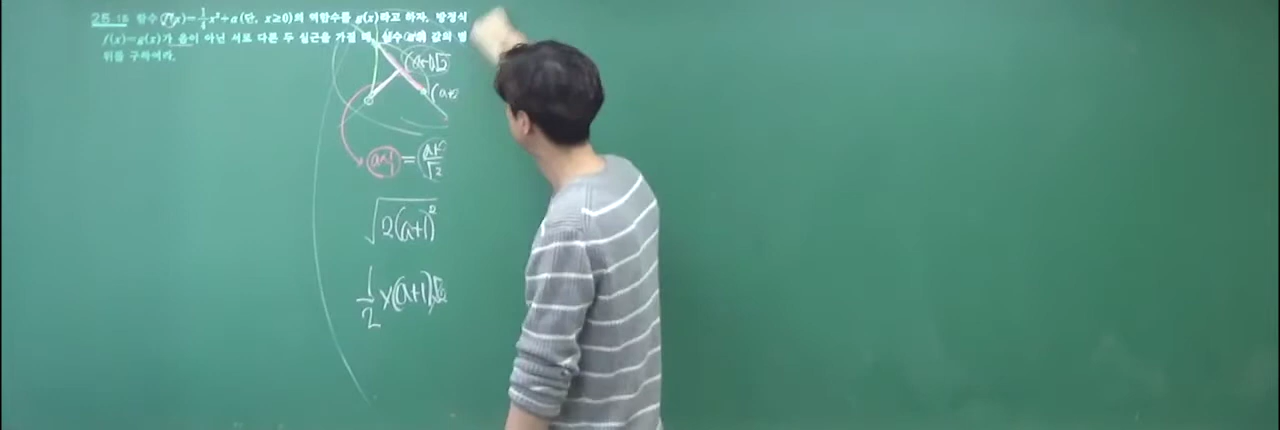 25 함수 f(x)=1/4x²+a (단, x≥0)의 역함수를 g(x)라고 하자. 방정식
f(x)=g(x)가 음이 아닌 서로 다른 두 실근을 가질 때, 실수 a의 값의 범
위를 구하여라.
(a+1)√2
(a+2
a+1 =
√2(a+1)²
1/2 × (a+1)√2